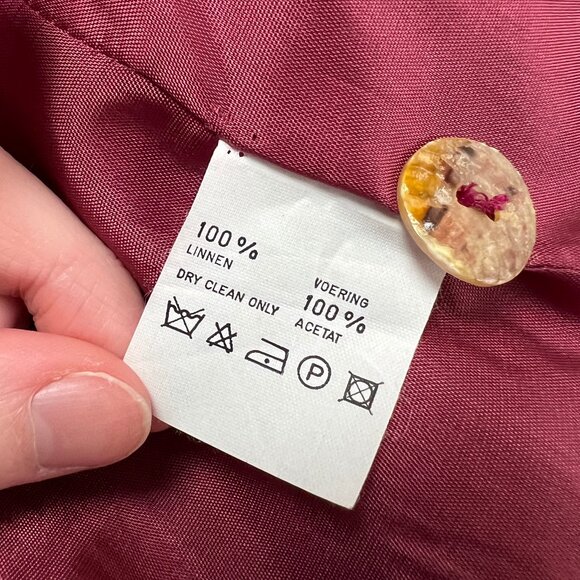 100%
LINNEN
DRY CLEAN ONLY
VOERING
100%
ACETAT
P